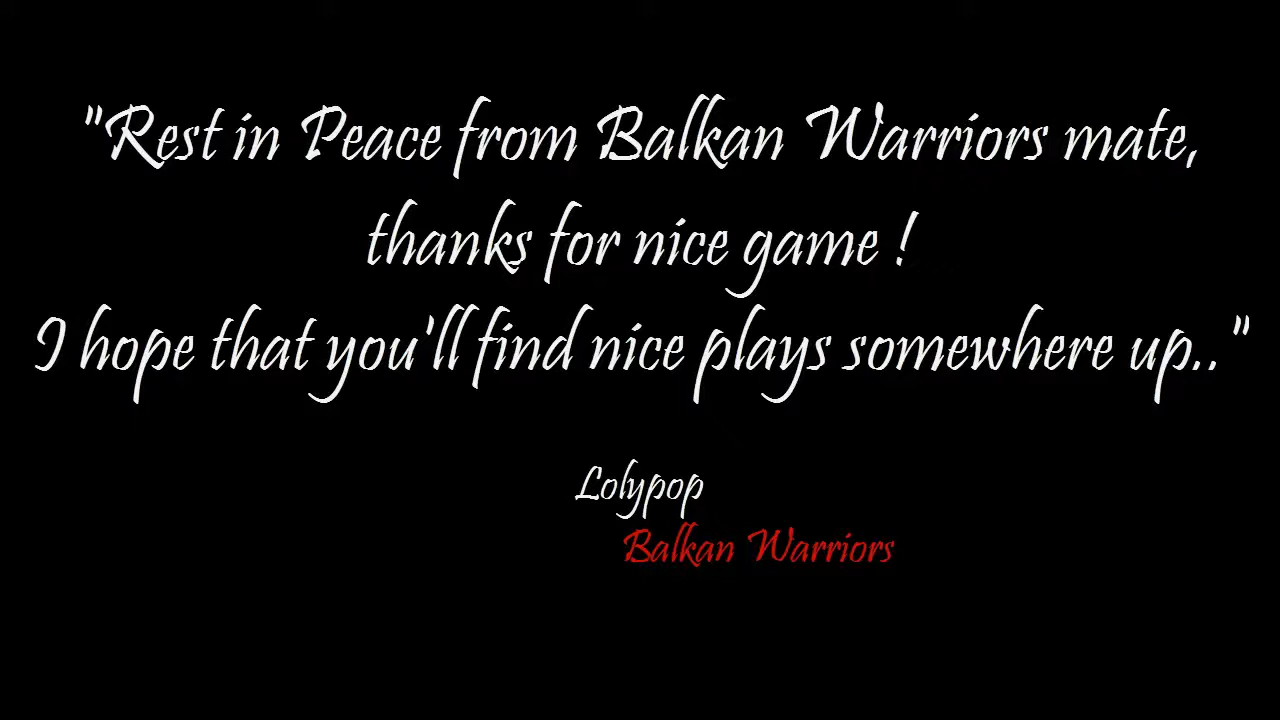 "Rest in Peace from Balkan Warriors mate,
thanks for nice game !
I hope that you'll find nice plays somewhere up.."
Lolypop
Balkan Warriors